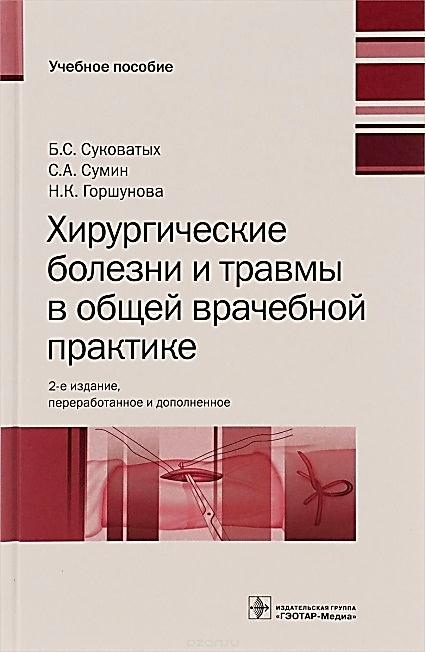 Учебное пособие
Б.С. Суковатых
С.А. Сумин
Н.К. Горшунова
Хирургические
болезни и травмы
в общей врачебной
практике
2-е издание,
переработанное и дополненное
ИЗДАТЕЛЬСКАЯ ГРУППА
«ГЭОТАР-Медиа»
ozon.ru